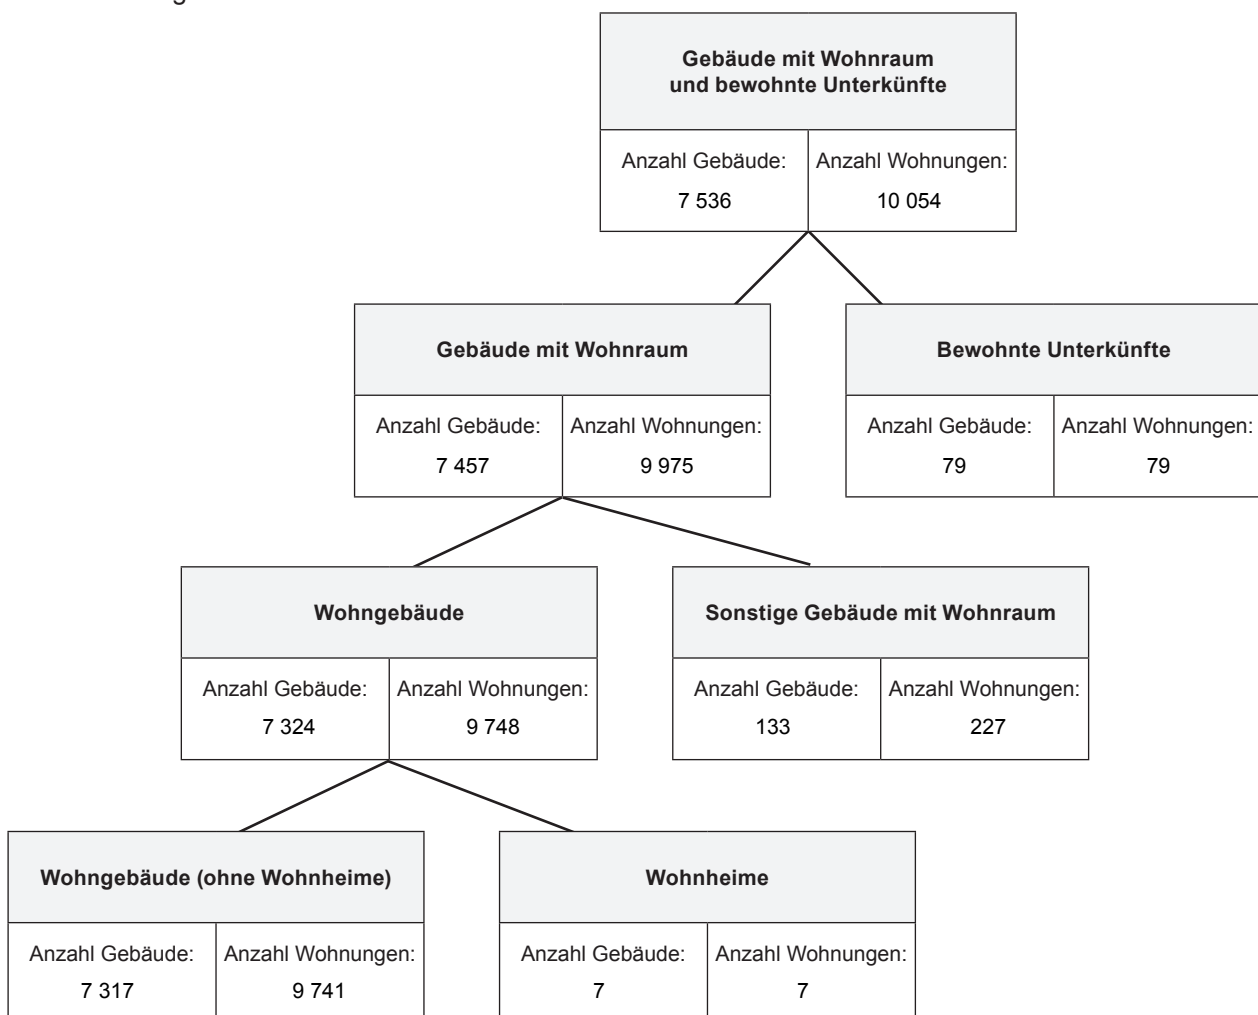 Gebäude mit Wohnraum
und bewohnte Unterkünfte
Anzahl Gebäude: Anzahl Wohnungen:
7 536 10 054
Gebäude mit Wohnraum Bewohnte Unterkünfte
Anzahl Gebäude: Anzahl Wohnungen: Anzahl Gebäude: Anzahl Wohnungen:
7 457 9 975 79 79
Wohngebäude Sonstige Gebäude mit Wohnraum
Anzahl Gebäude: Anzahl Wohnungen: Anzahl Gebäude: Anzahl Wohnungen:
7 324 9 748 133 227
Wohngebäude (ohne Wohnheime) Wohnheime
Anzahl Gebäude: Anzahl Wohnungen: Anzahl Gebäude: Anzahl Wohnungen:
7 317 9 741 7 7